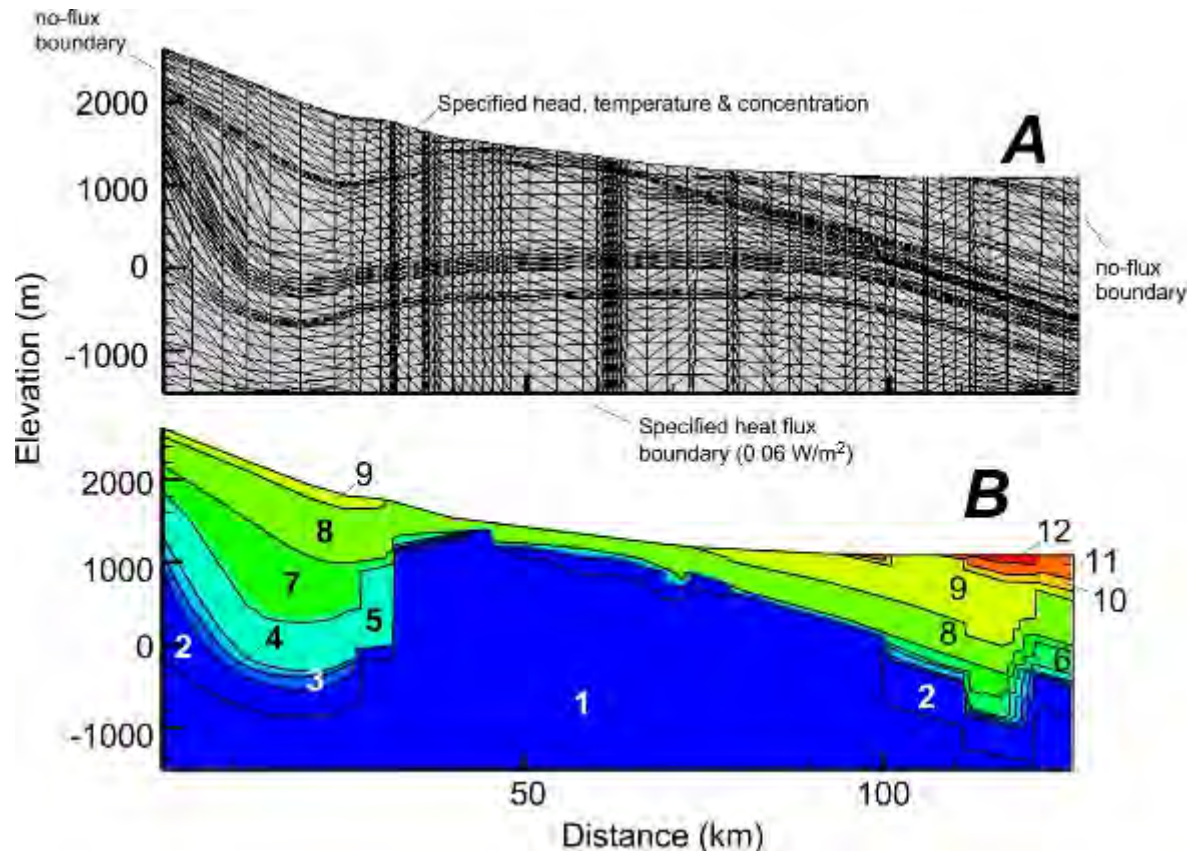 no-flux
boundary
Specified head, temperature & concentration
A
2000
1000
0
-1000
no-flux
boundary
Elevation (m)
Specified heat flux
boundary (0 06 W/m²)
B
9
8
7
4
5
2
3
1
2
12
11
10
9
8
6
2000
1000
0
-1000
50
100
Distance (km)